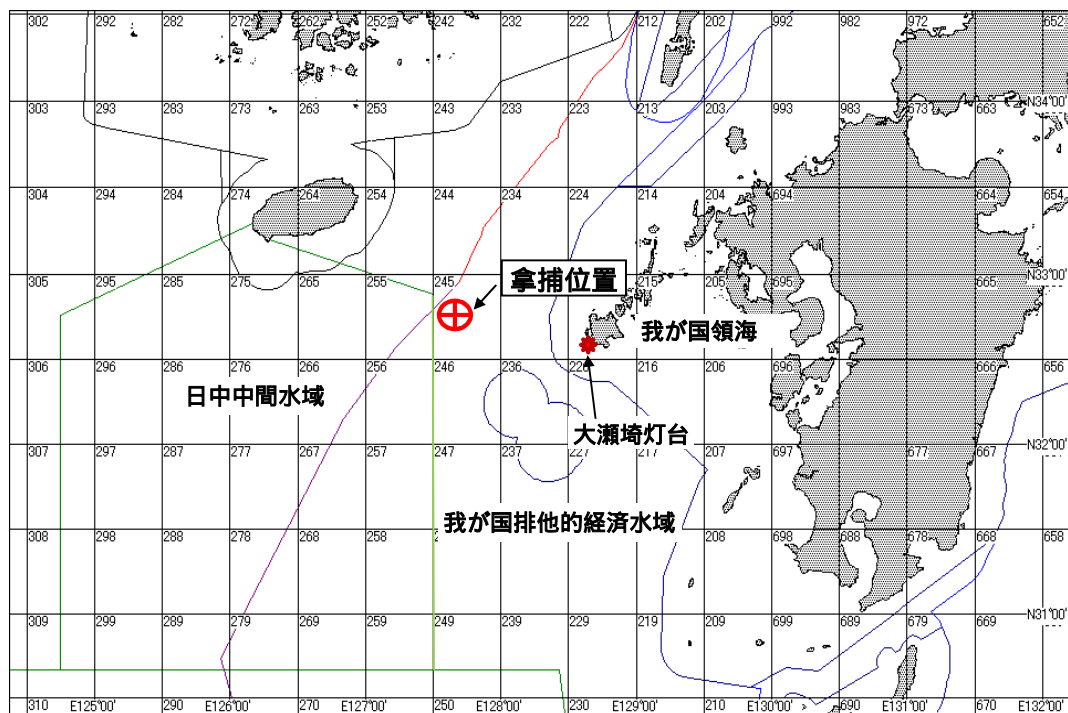 302 292 282 272 262 252 242 232 222 212 202 992 982 972 652
303 293 283 273 263 253 243 233 223 213 203 993 983 673 663 N34°00'
304 294 284 274 264 254 244 234 224 214 204 694 664 654
305 295 285 275 265 255 245 215 205 695 665 N33°00'
拿捕位置
我が国領海
306 296 286 276 266 256 246 236 226 696 666
日中中間水域
大瀬埼灯台
307 297 287 277 267 257 247 237 227 217 207 697 677 667 N32°00'
我が国排他的経済水域
308 298 288 278 268 258 208 698 688 678 668 658
309 299 289 279 269 259 249 239 229 219 209 699 689 679 669 N31°00'
310 E125°00' 290 E126°00' 270 E127°00' 250 E128°00' 230 E129°00' 210 E130°00' 690 E131°00' 670 E132°00'